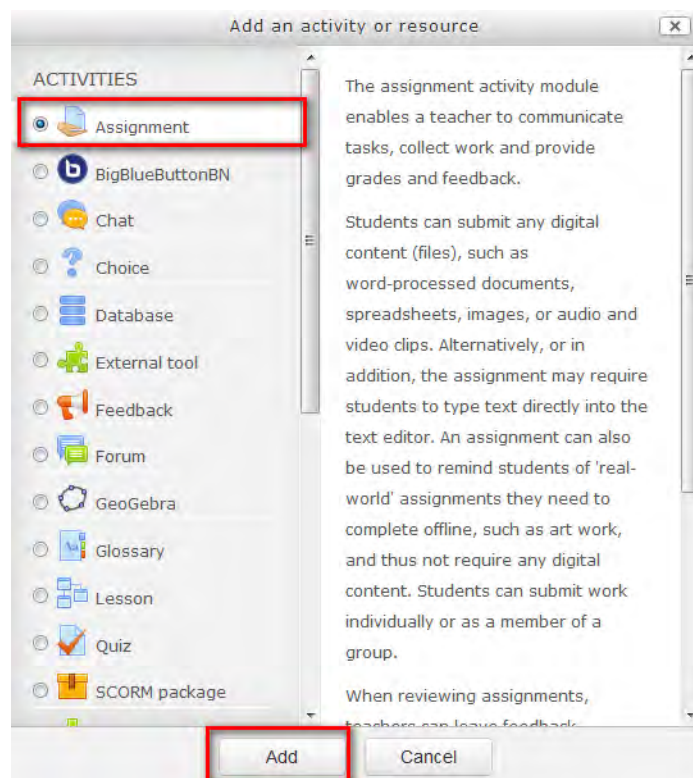 Add an activity or resource
ACTIVITIES
Assignment
BigBlueButtonBN
Chat
Choice
Database
External tool
Feedback
Forum
GeoGebra
Glossary
Lesson
Quiz
SCORM package
The assignment activity module
enables a teacher to communicate
tasks, collect work and provide
grades and feedback.
Students can submit any digital
content (files), such as
word-processed documents,
spreadsheets, images, or audio and
video clips. Alternatively, or in
addition, the assignment may require
students to type text directly into the
text editor. An assignment can also
be used to remind students of 'real-
world' assignments they need to
complete offline, such as art work,
and thus not require any digital
content. Students can submit work
individually or as a member of a
group.
When reviewing assignments,
teachers can leave feedback
Add
Cancel